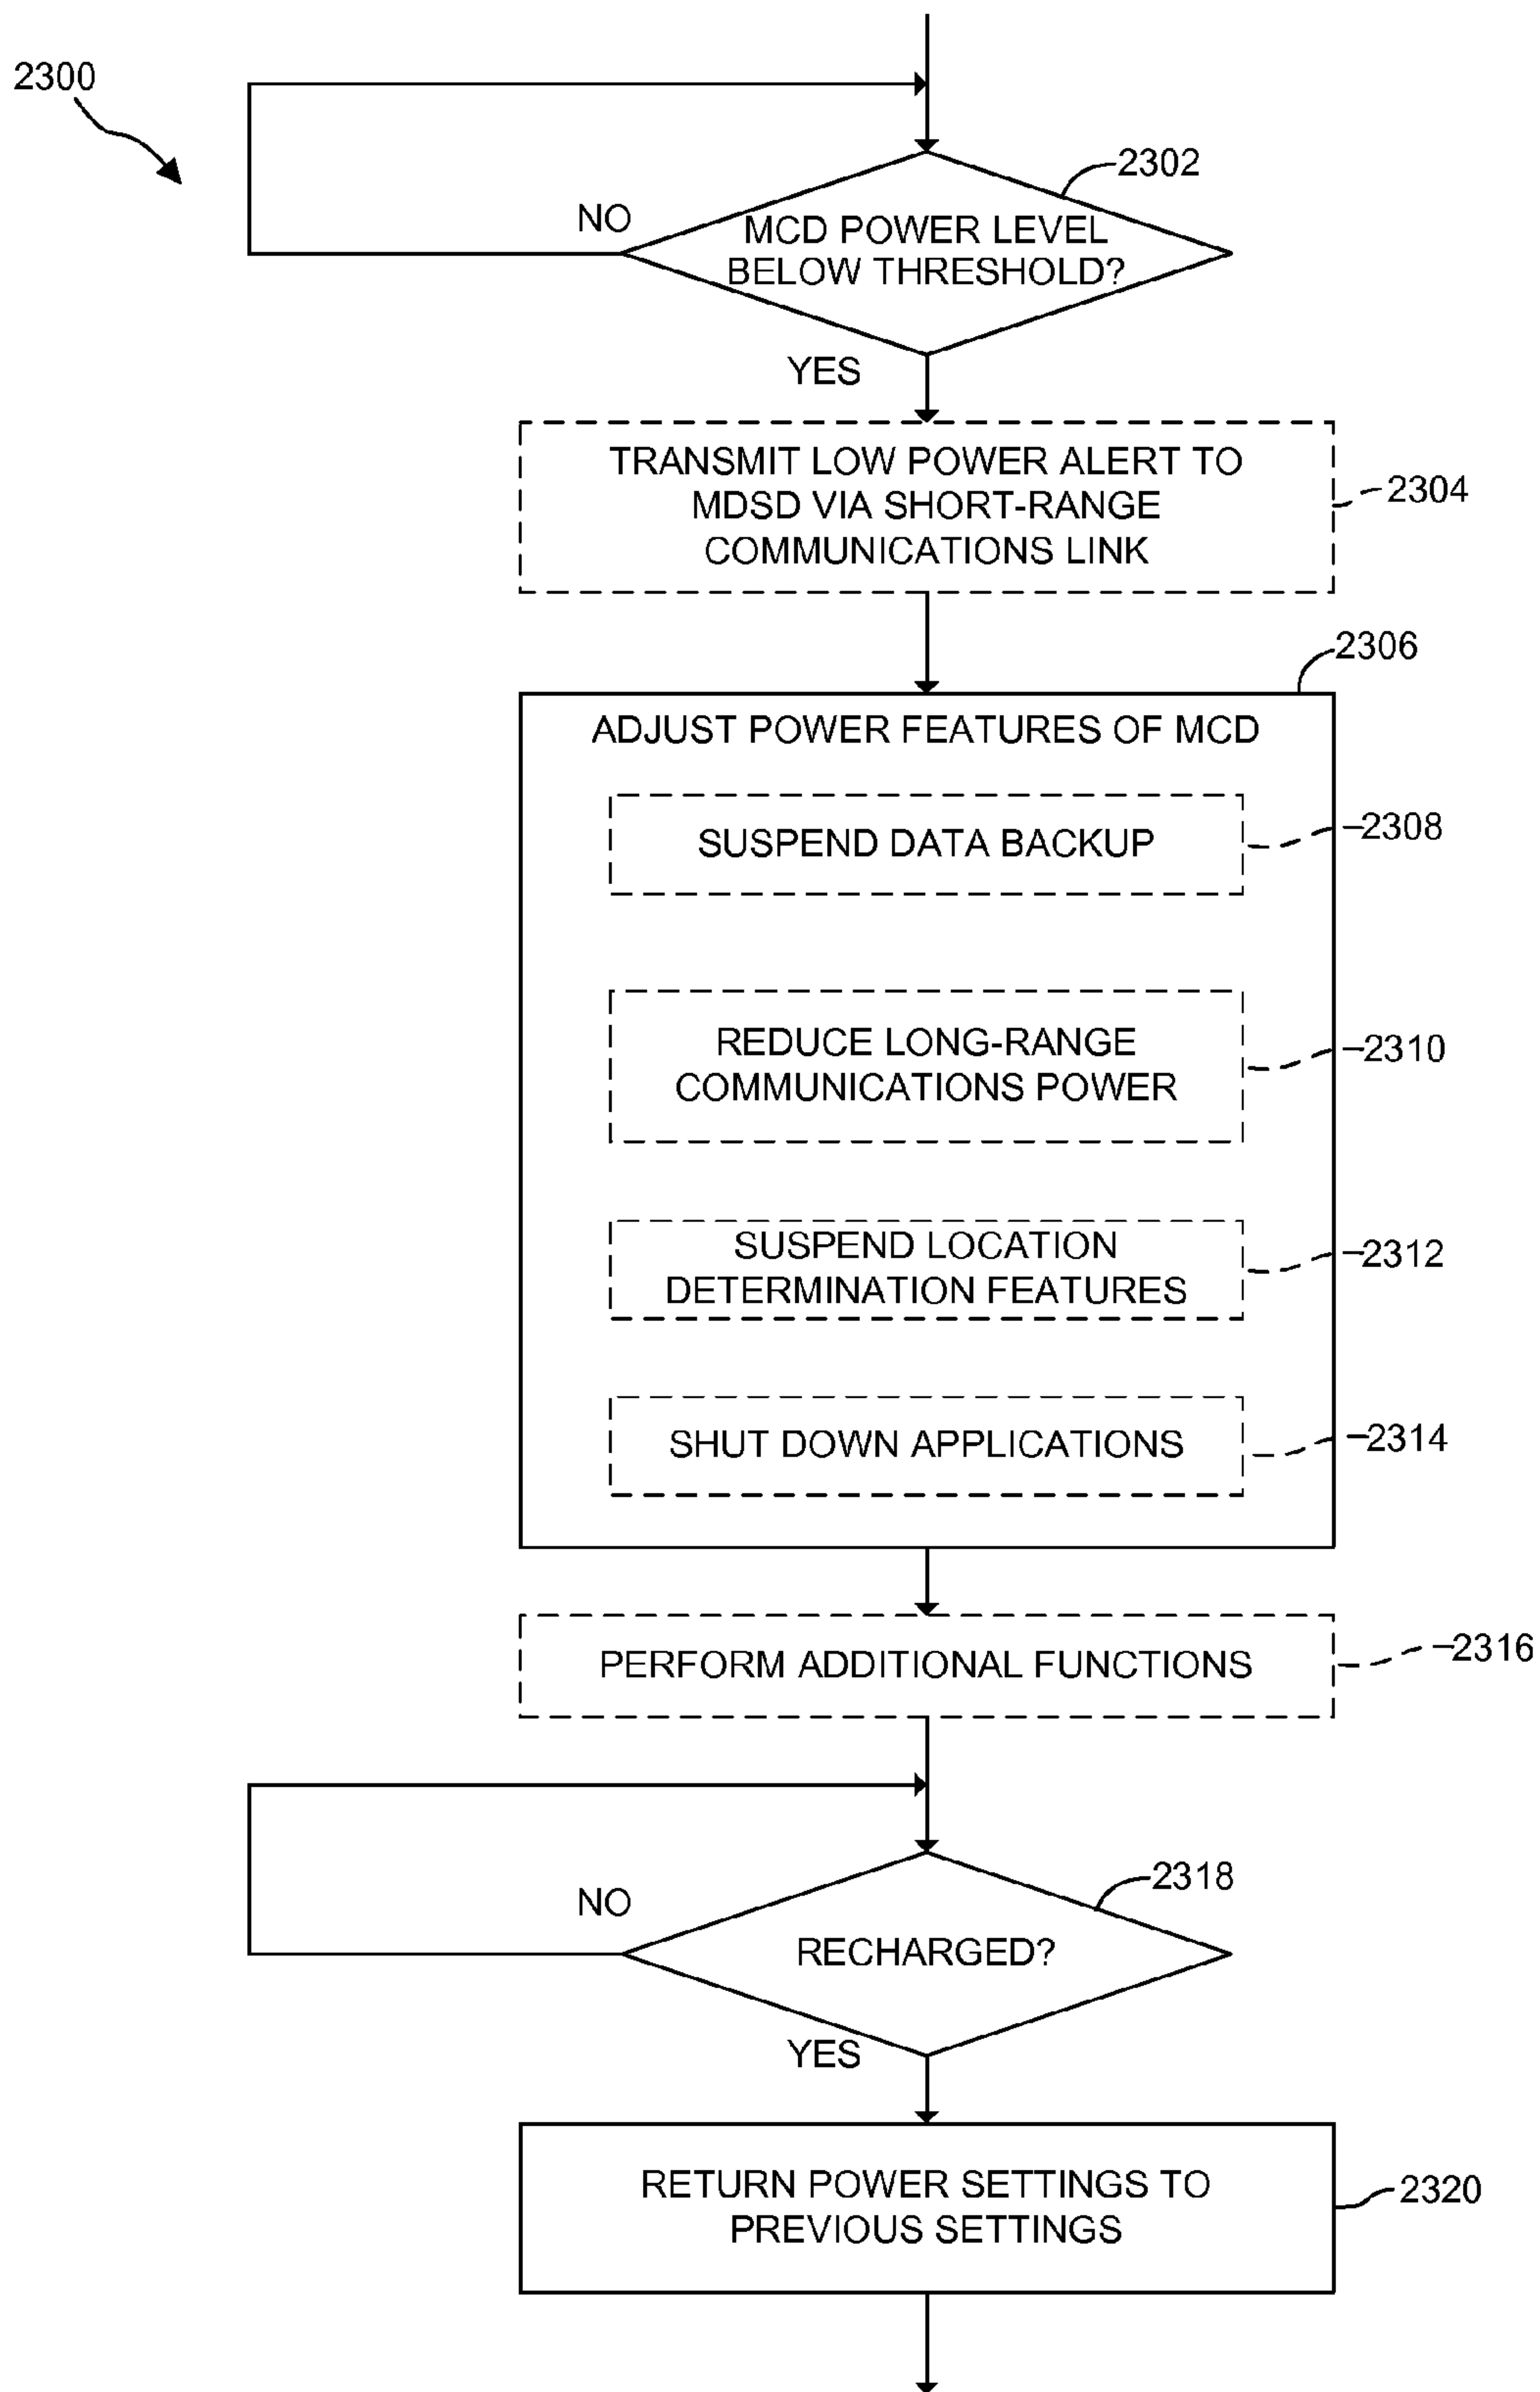 2300
2302
NO
MCD POWER LEVEL
BELOW THRESHOLD?
YES
TRANSMIT LOW POWER ALERT TO
MDSD VIA SHORT-RANGE
COMMUNICATIONS LINK
2304
2306
ADJUST POWER FEATURES OF MCD
SUSPEND DATA BACKUP
2308
REDUCE LONG-RANGE
COMMUNICATIONS POWER
2310
SUSPEND LOCATION
DETERMINATION FEATURES
2312
SHUT DOWN APPLICATIONS
2314
PERFORM ADDITIONAL FUNCTIONS
2316
2318
NO
RECHARGED?
YES
RETURN POWER SETTINGS TO
PREVIOUS SETTINGS
2320